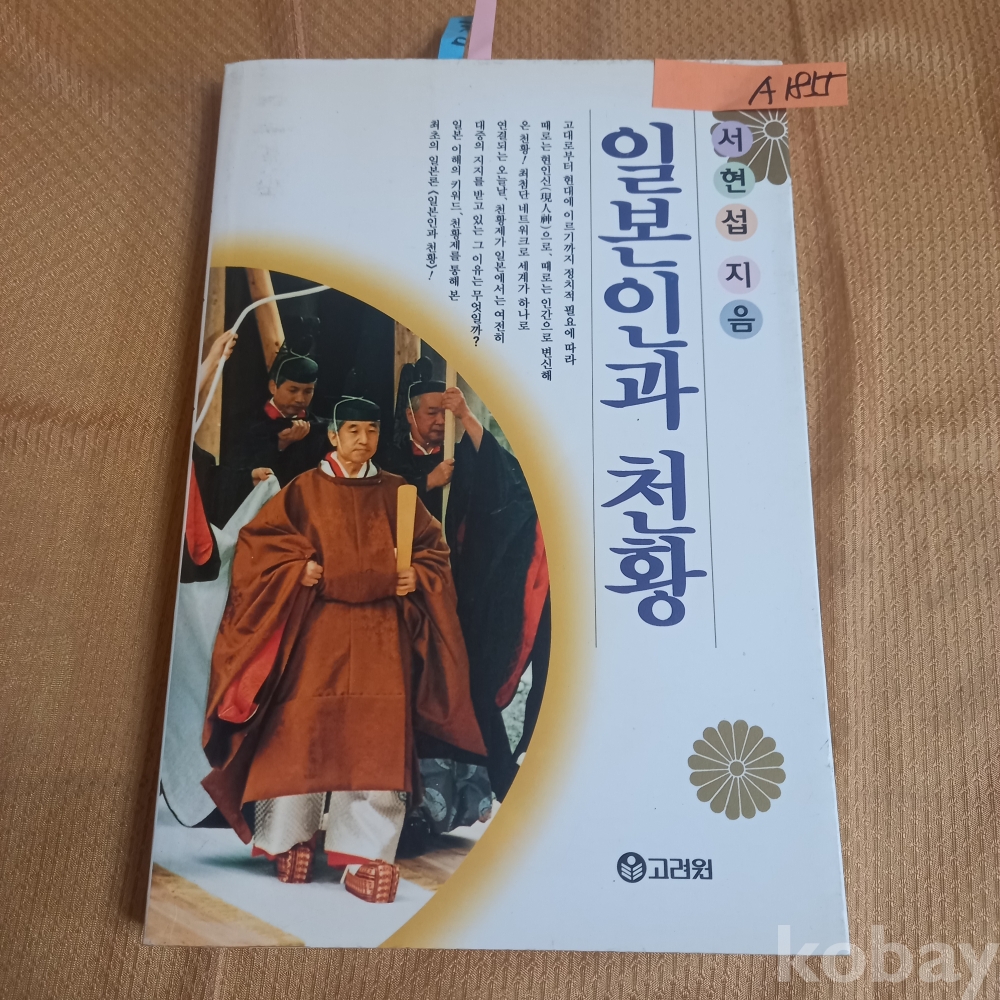 A 1855
서현섭 지음
일본인과 천황
고대로부터 현대에 이르기까지 정치적 필요에 따라
때로는 현인신(現人神)으로, 때로는 인간으로 변신해
온 천황! 최첨단 네트워크로 세계가 하나로
연결되는 오늘날, 천황제가 일본에서는 여전히
대중의 지지를 받고 있는 그 이유는 무엇일까?
일본 이해의 키워드, 천황제를 통해 본
최초의 일본론 《일본인과 천황》!
고려원
kobay